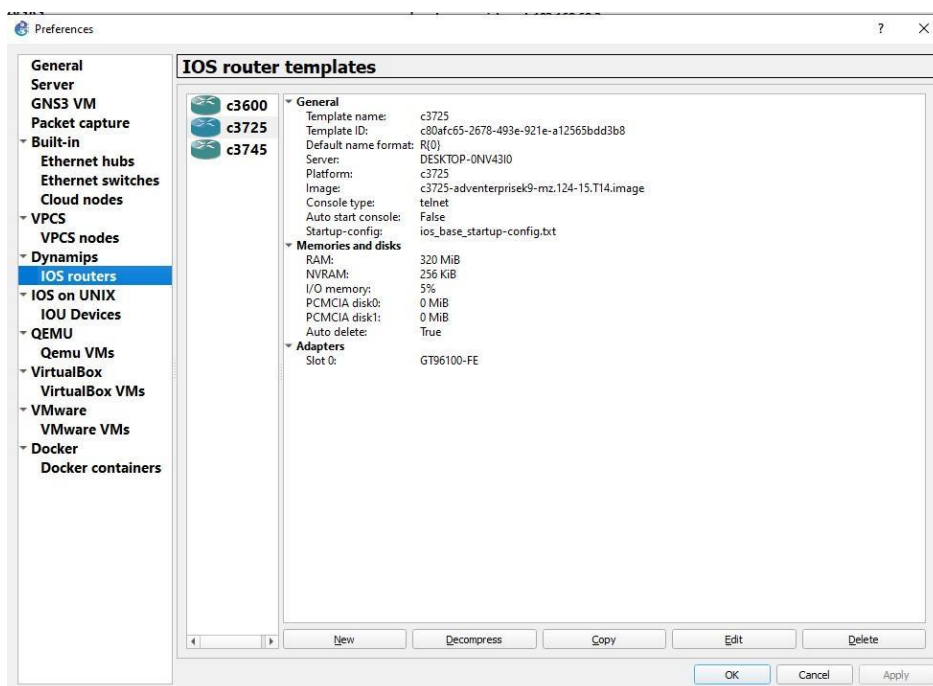 Preferences
? ×
General
Server
GNS3 VM
Packet capture
Built-in
Ethernet hubs
Ethernet switches
Cloud nodes
VPCS
VPCS nodes
Dynamips
IOS routers
IOS on UNIX
IOU Devices
QEMU
Qemu VMs
VirtualBox
VirtualBox VMs
VMware
VMware VMs
Docker
Docker containers
IOS router templates
c3600
c3725
c3745
General
Template name: c3725
Template ID: c80afc65-2678-493e-921e-a12565bdd3b8
Default name format: R{0}
Server: DESKTOP-0NV43I0
Platform: c3725
Image: c3725-adventerprisek9-mz.124-15.T14.image
Console type: telnet
Auto start console: False
Startup-config: ios_base_startup-config.txt
Memories and disks
RAM: 320 MiB
NVRAM: 256 KiB
I/O memory: 5%
PCMCIA disk0: 0 MiB
PCMCIA disk1: 0 MiB
Auto delete: True
Adapters
Slot 0: GT96100-FE
New Decompress Copy Edit Delete
OK Cancel Apply